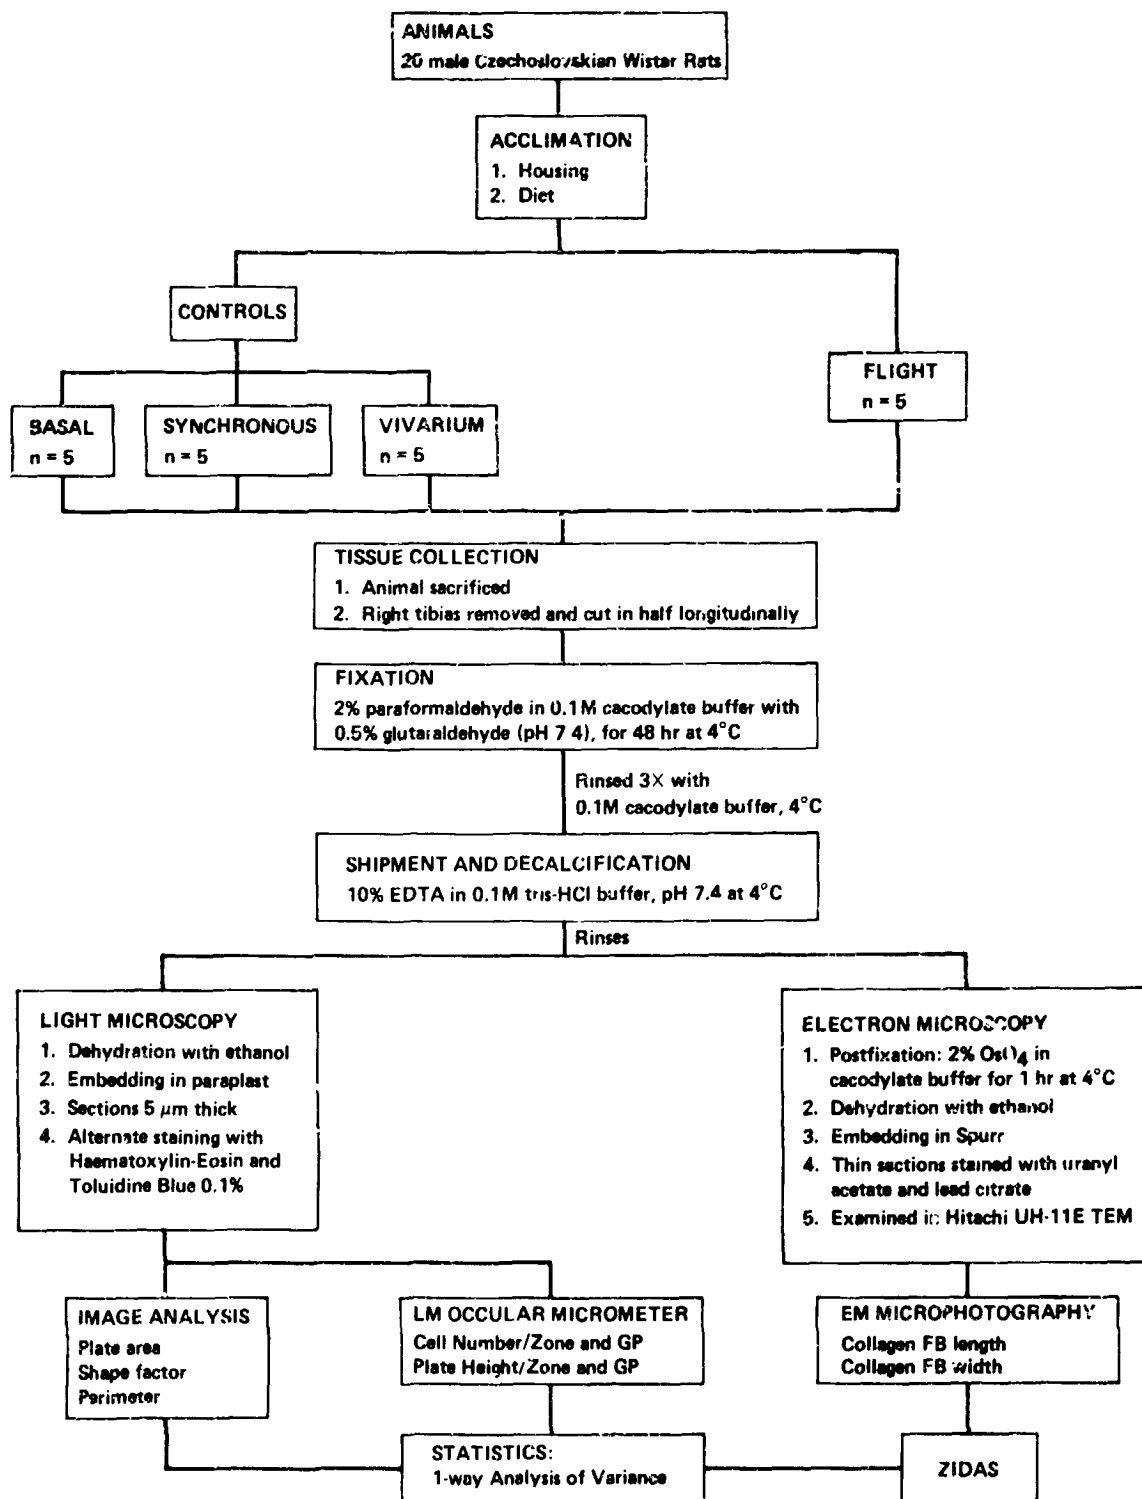 ANIMALS
20 male Czechoslovskian Wister Rats
ACCLIMATION
1. Housing
2. Diet
CONTROLS
FLIGHT
n = 5
BASAL
n = 5
SYNCHRONOUS
n = 5
VIVARIUM
n = 5
TISSUE COLLECTION
1. Animal sacrificed
2. Right tibias removed and cut in half longitudinally
FIXATION
2% paraformaldehyde in 0.1M cacodylate buffer with
0.5% glutaraldehyde (pH 7 4), for 48 hr at 4°C
Rinsed 3X with
0.1M cacodylate buffer, 4°C
SHIPMENT AND DECALCIFICATION
10% EDTA in 0.1M tris-HCl buffer, pH 7.4 at 4°C
Rinses
LIGHT MICROSCOPY
1. Dehydration with ethanol
2. Embedding in paraplast
3. Sections 5 µm thick
4. Alternate staining with
Haematoxylin-Eosin and
Toluidine Blue 0.1%
ELECTRON MICROSCOPY
1. Postfixation: 2% OsO4 in
cacodylate buffer for 1 hr at 4°C
2. Dehydration with ethanol
3. Embedding in Spurr
4. Thin sections stained with uranyl
acetate and lead citrate
5. Examined in Hitachi UH-11E TEM
IMAGE ANALYSIS
Plate area
Shape factor
Perimeter
LM OCCULAR MICROMETER
Cell Number/Zone and GP
Plate Height/Zone and GP
EM MICROPHOTOGRAPHY
Collagen FB length
Collagen FB width
STATISTICS:
1-way Analysis of Variance
ZIDAS